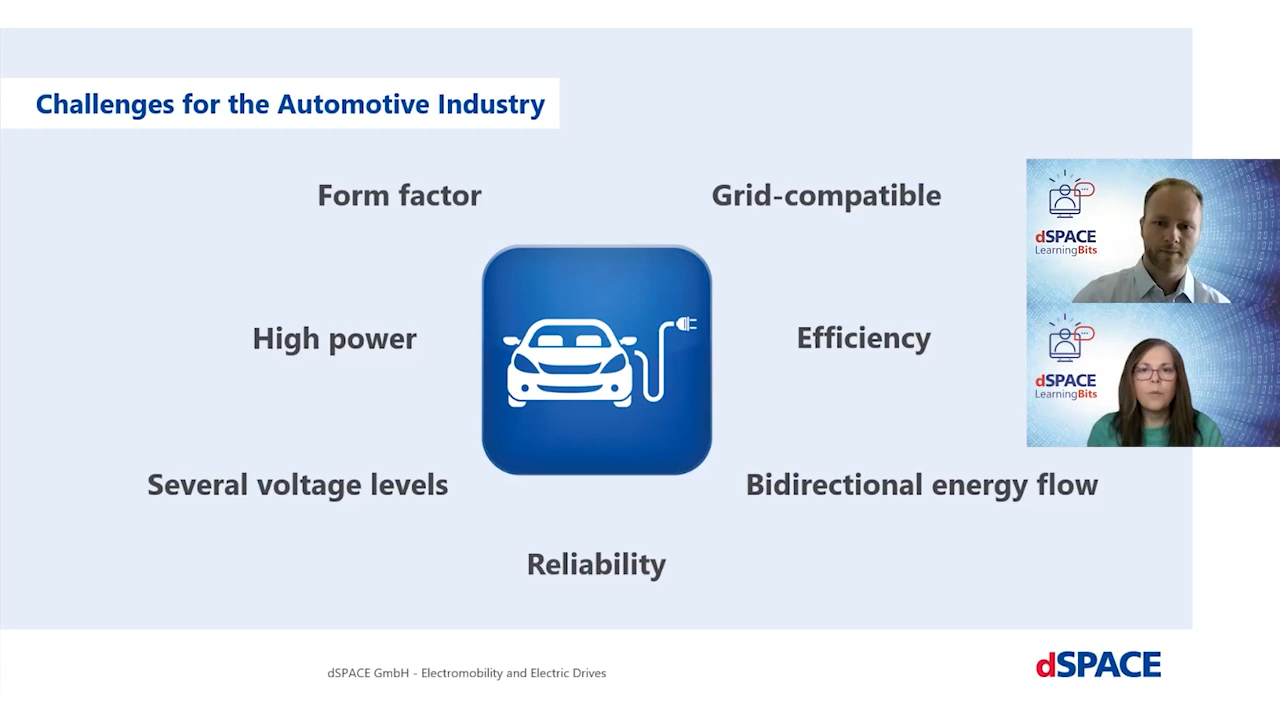 Challenges for the Automotive Industry
Form factor
Grid-compatible
High power
Efficiency
Several voltage levels
Bidirectional energy flow
Reliability
dSPACE
LearningBits
dSPACE
LearningBits
dSPACE GmbH - Electromobility and Electric Drives
dSPACE